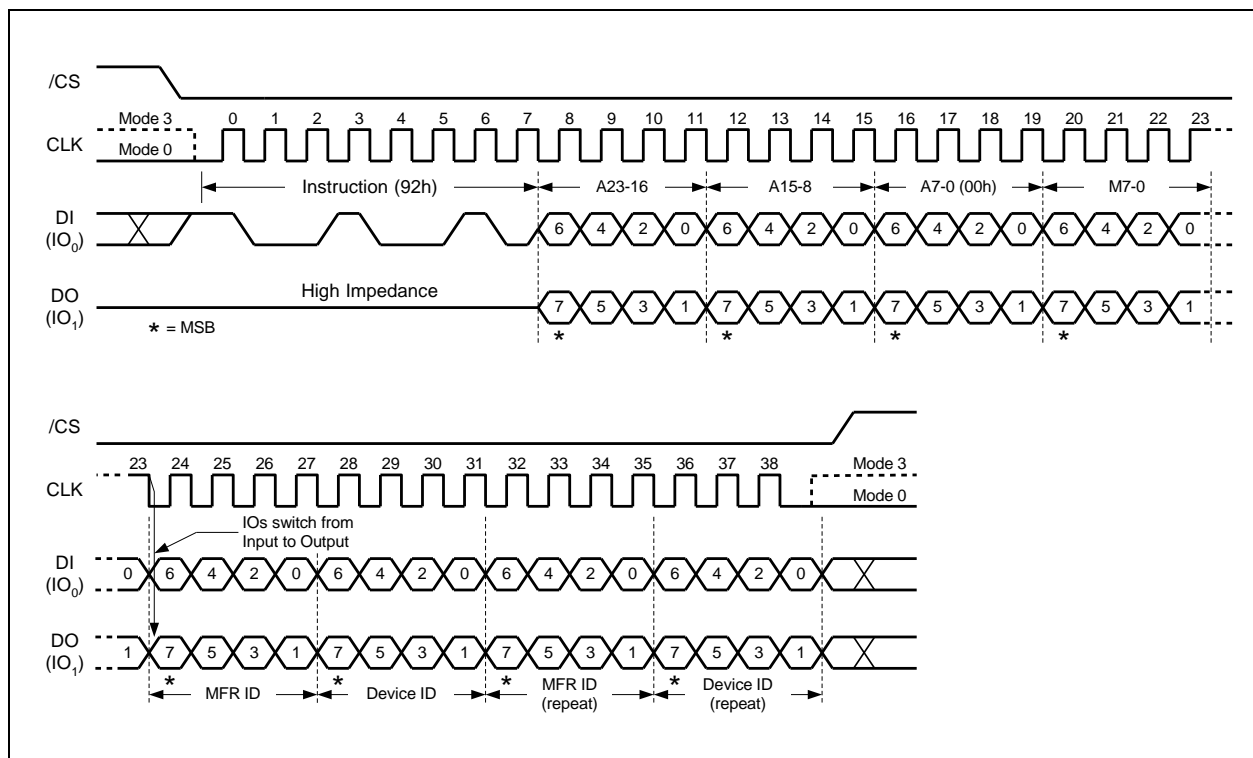 /CS
Mode 3 0 1 2 3 4 5 6 7 8 9 10 11 12 13 14 15 16 17 18 19 20 21 22 23
CLK
Mode 0
Instruction (92h) A23-16 A15-8 A7-0 (00h) M7-0
DI
(IO0) 6 4 2 0 6 4 2 0 6 4 2 0 6 4 2 0
High Impedance
DO
(IO1) 7 5 3 1 7 5 3 1 7 5 3 1 7 5 3 1
* = MSB * * * *
/CS
23 24 25 26 27 28 29 30 31 32 33 34 35 36 37 38 Mode 3
CLK
Mode 0
IOs switch from
Input to Output
DI
(IO0) 0 6 4 2 0 6 4 2 0 6 4 2 0 6 4 2 0
DO
(IO1) 1 7 5 3 1 7 5 3 1 7 5 3 1 7 5 3 1
* * * *
MFR ID Device ID MFR ID Device ID
(repeat) (repeat)